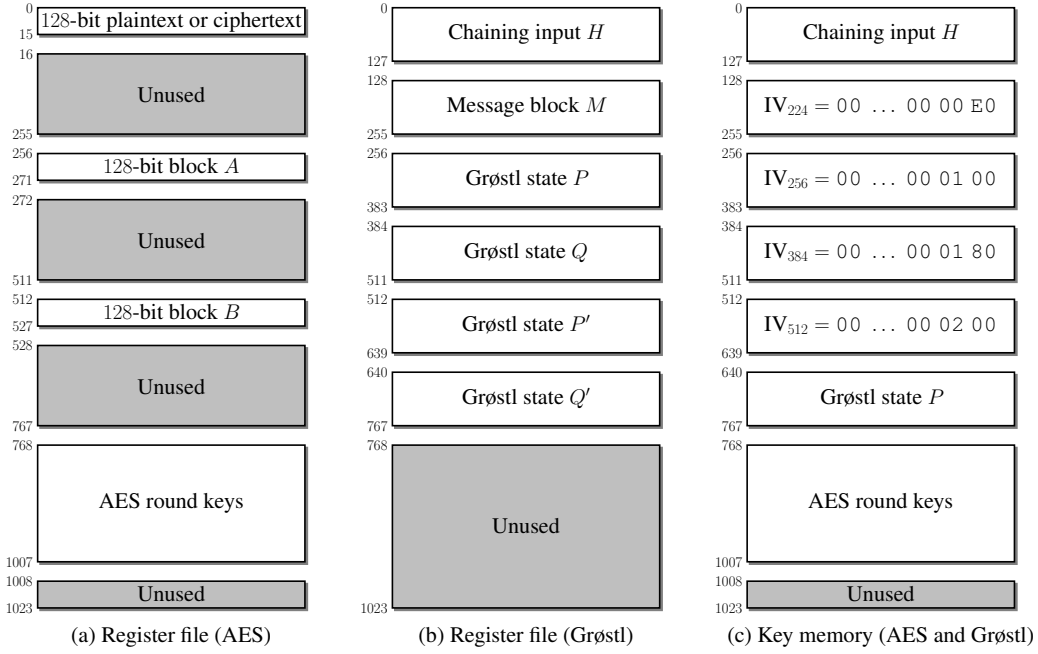 0
128-bit plaintext or ciphertext
15
16
Unused
255
256
128-bit block A
271
272
Unused
511
512
128-bit block B
527
528
Unused
767
768
AES round keys
1007
1008
Unused
1023
(a) Register file (AES)
0
Chaining input H
127
128
Message block M
255
256
Grøstl state P
383
384
Grøstl state Q
511
512
Grøstl state P′
639
640
Grøstl state Q′
767
768
Unused
1023
(b) Register file (Grøstl)
0
Chaining input H
127
128
IV₂₂₄ = 00 ... 00 00 E0
255
256
IV₂₅₆ = 00 ... 00 01 00
383
384
IV₃₈₄ = 00 ... 00 01 80
511
512
IV₅₁₂ = 00 ... 00 02 00
639
640
Grøstl state P
767
768
AES round keys
1007
1008
Unused
1023
(c) Key memory (AES and Grøstl)